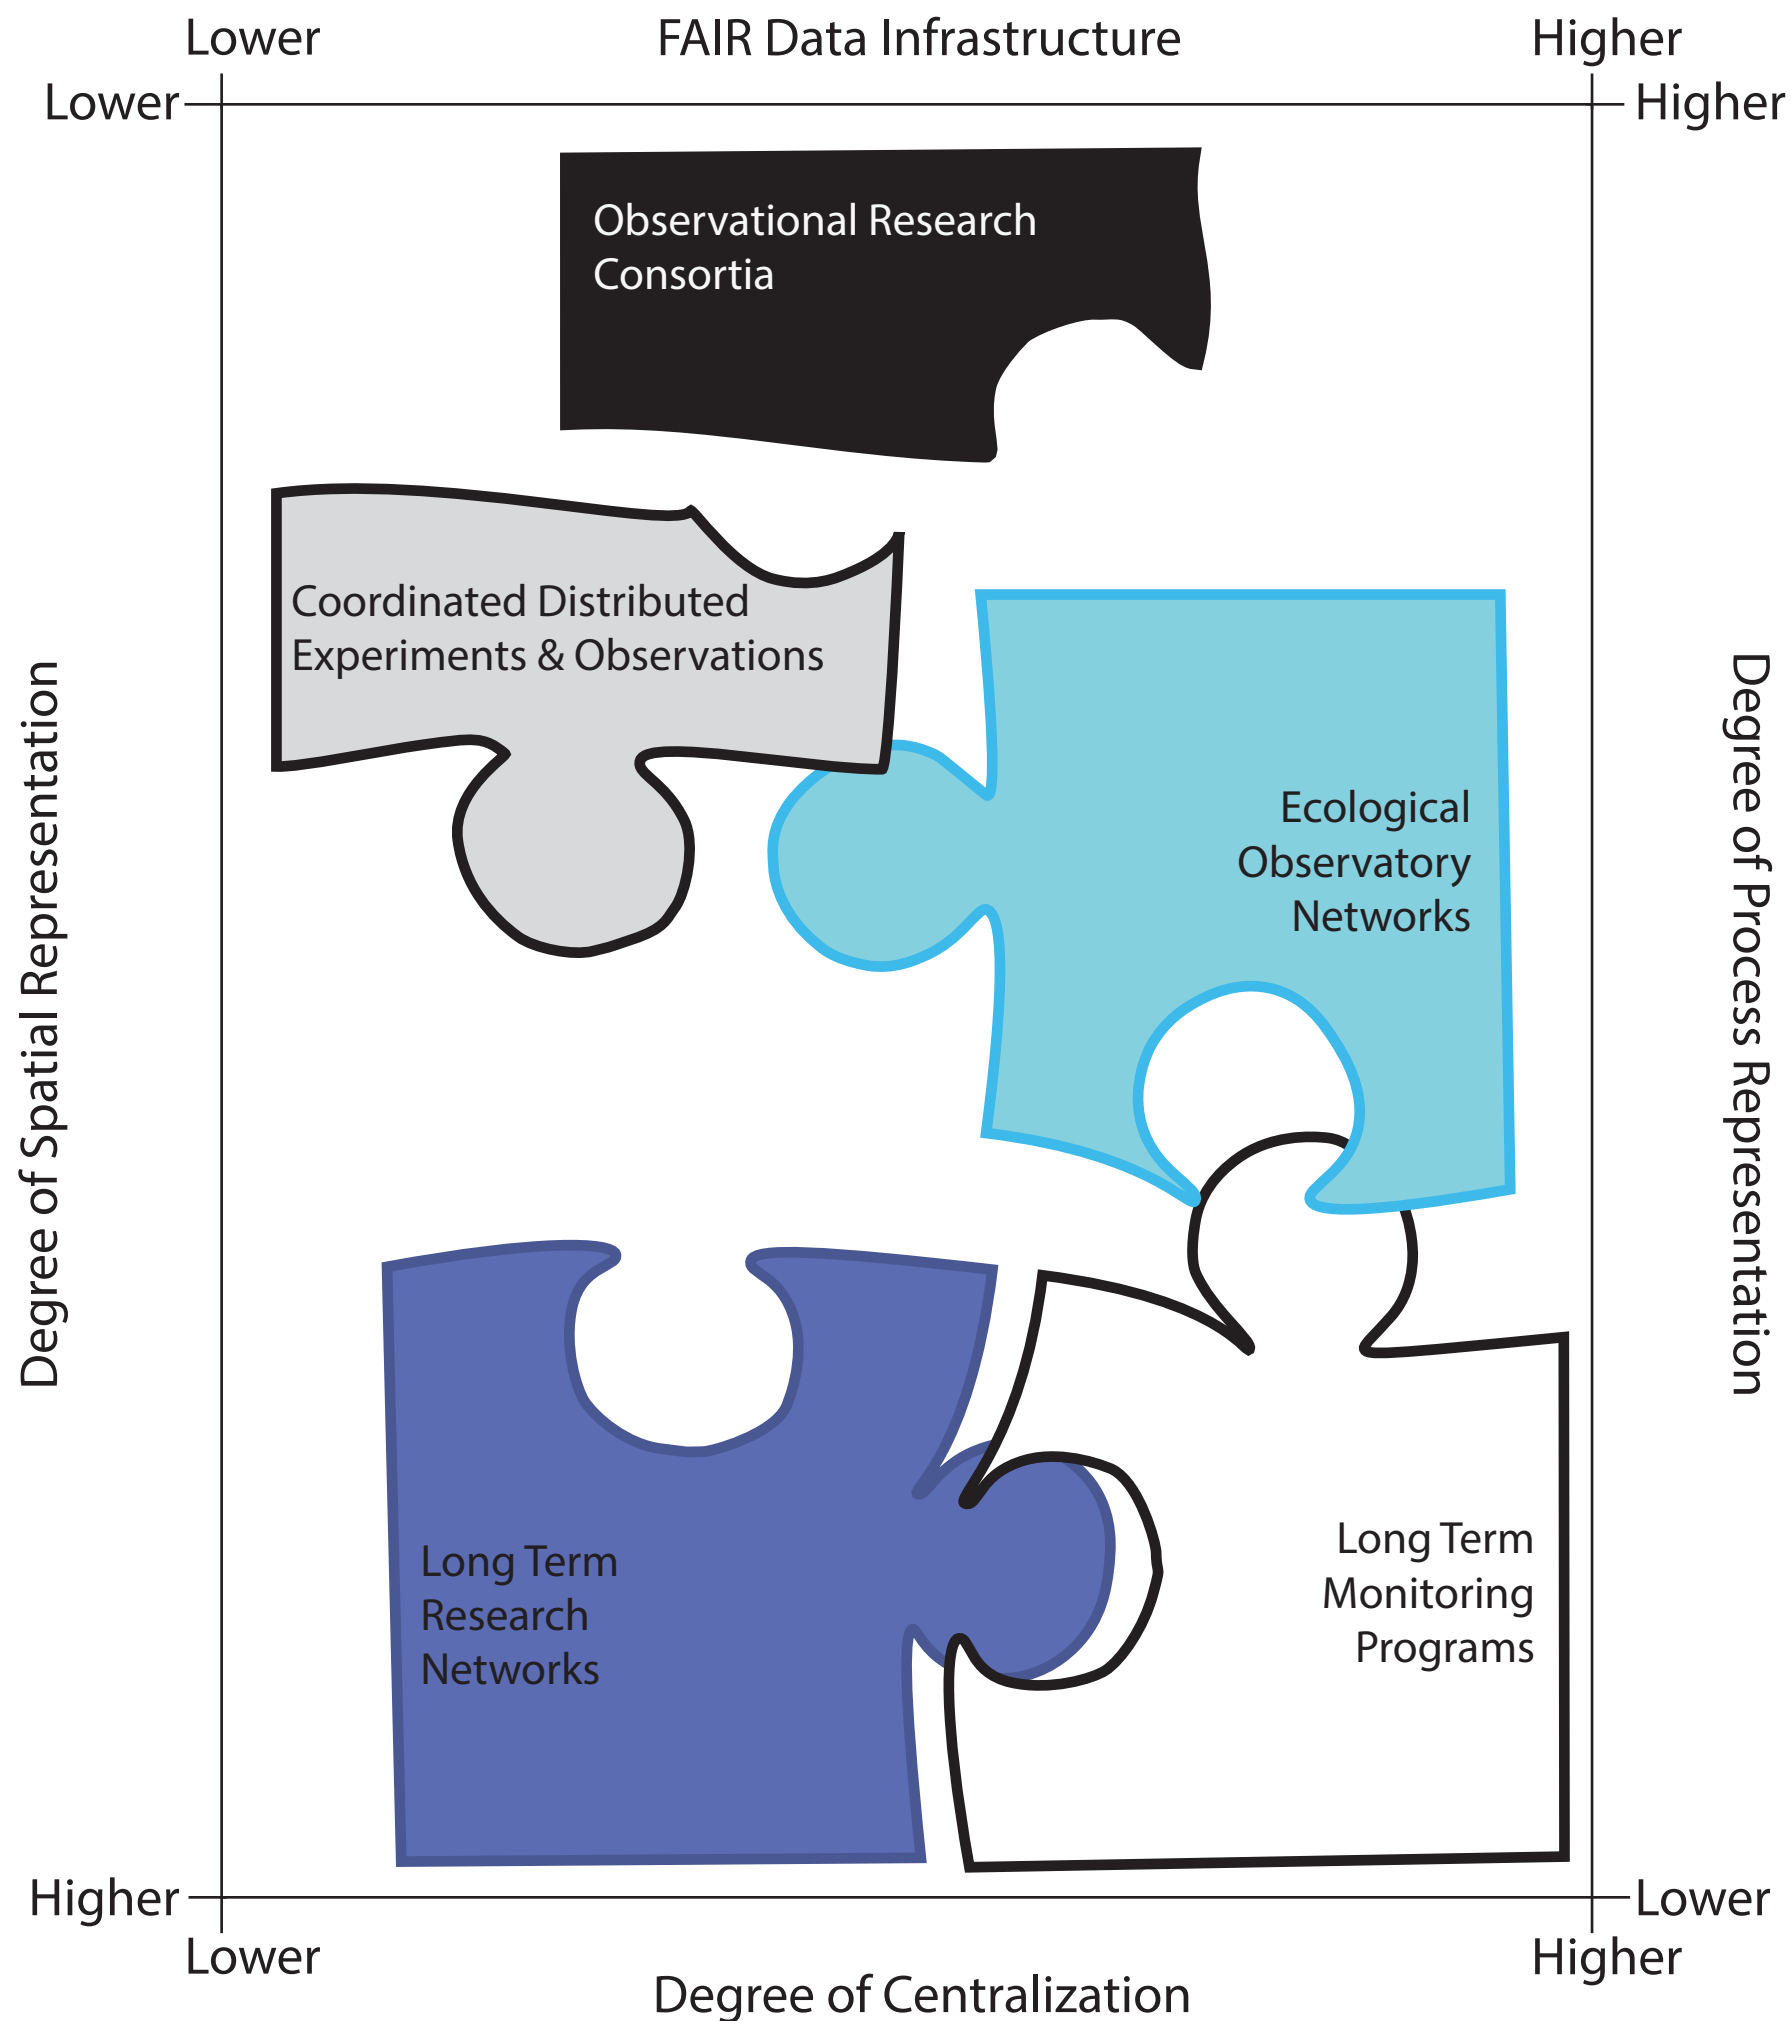 Lower
FAIR Data Infrastructure
Higher
Lower
Higher
Observational Research
Consortia
Coordinated Distributed
Experiments & Observations
Ecological
Observatory
Networks
Degree of Spatial Representation
Degree of Process Representation
Long Term
Research
Networks
Long Term
Monitoring
Programs
Higher
Lower
Lower
Higher
Degree of Centralization